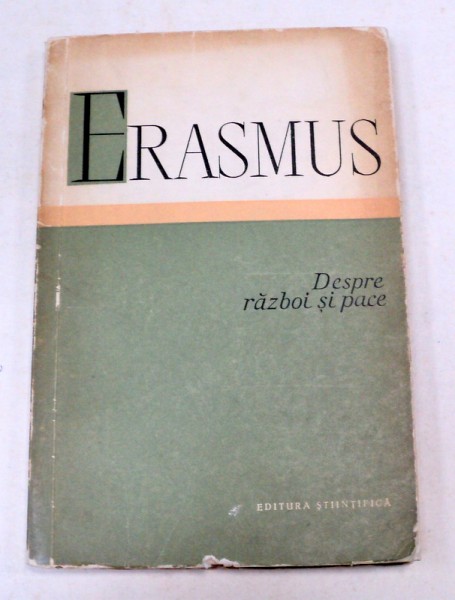 ERASMUS
Despre
război și pace
EDITURA ȘTIINȚIFICĂ